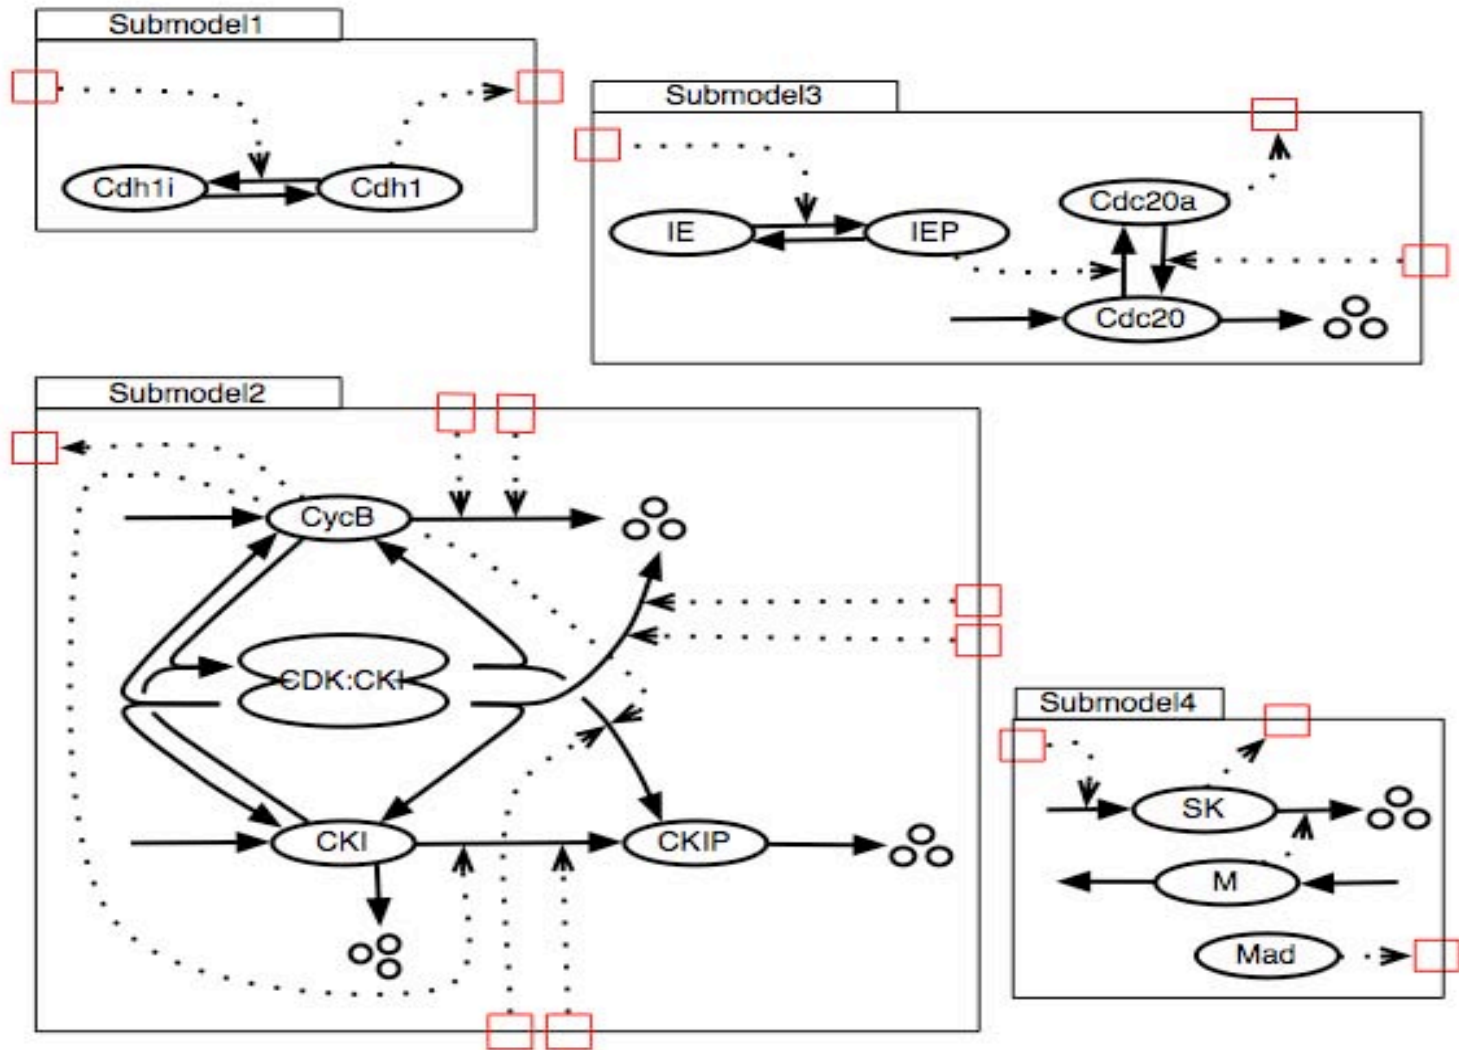 Submodel1
Cdh1i
Cdh1
Submodel3
IE
IEP
Cdc20a
Cdc20
Submodel2
CycB
CDK:CKI
CKI
CKIP
Submodel4
SK
M
Mad